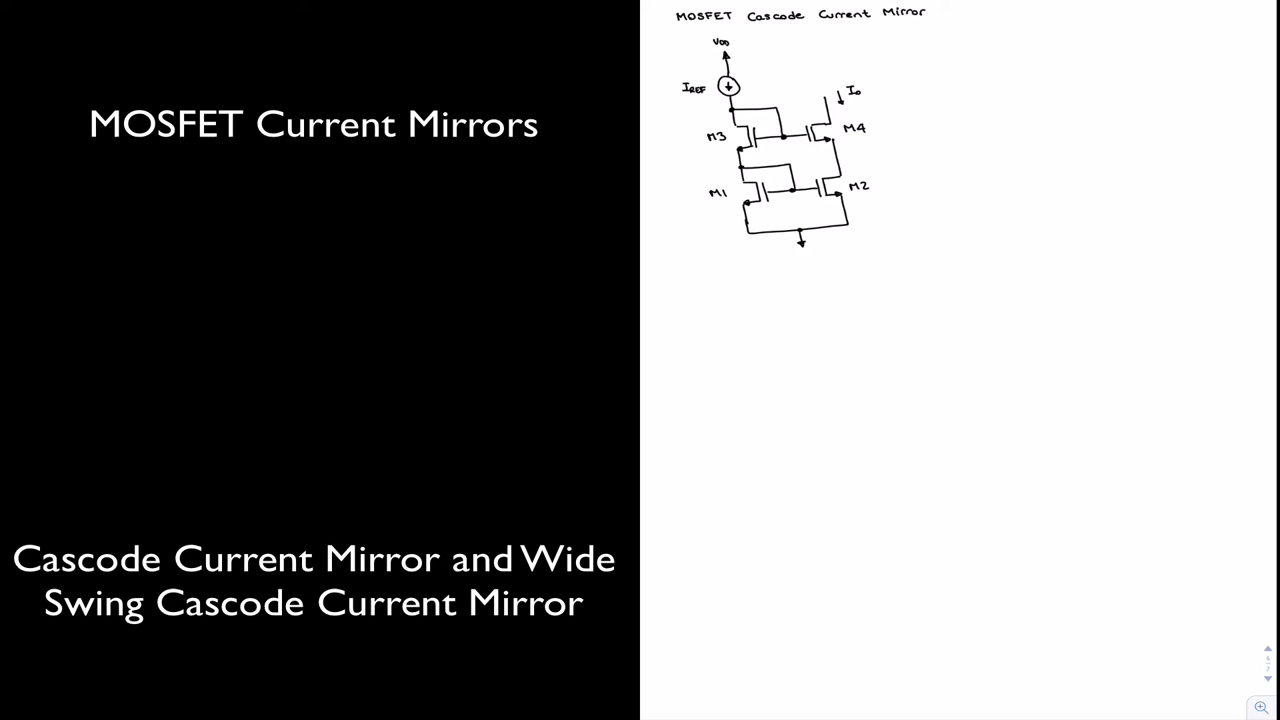 MOSFET Current Mirrors
Cascode Current Mirror and Wide
Swing Cascode Current Mirror
MOSFET Cascode Current Mirror
VDD
IREF
Io
M3
M4
M1
M2